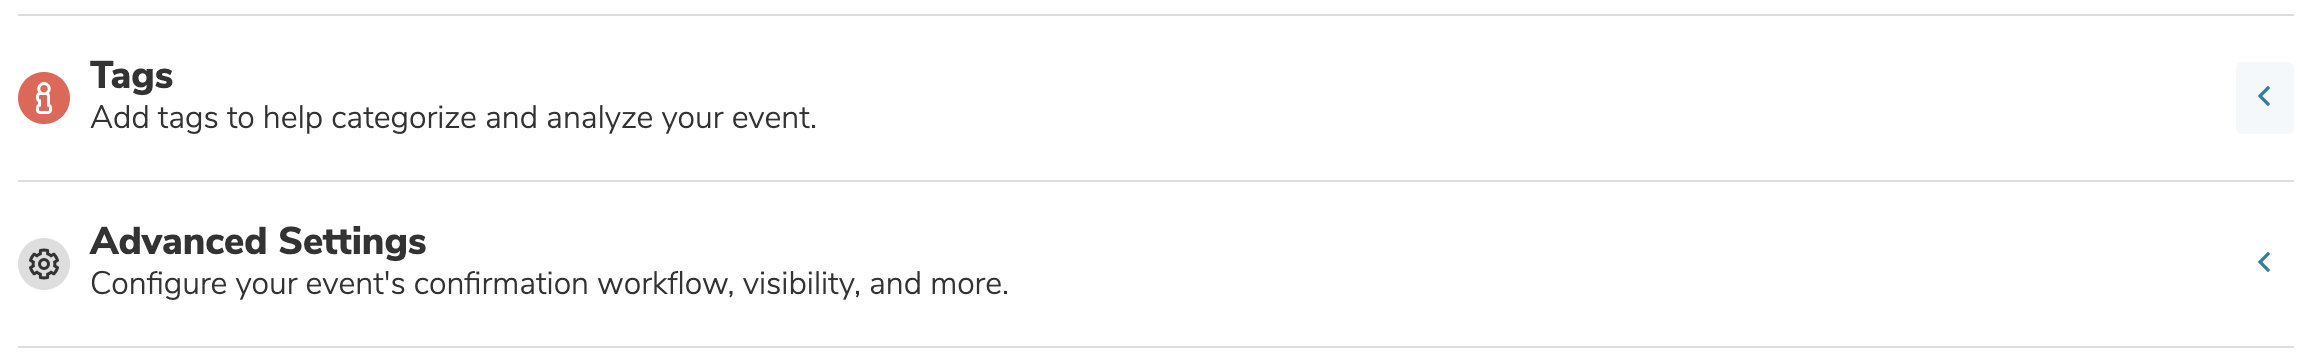 Tags
Add tags to help categorize and analyze your event.
Advanced Settings
Configure your event's confirmation workflow, visibility, and more.